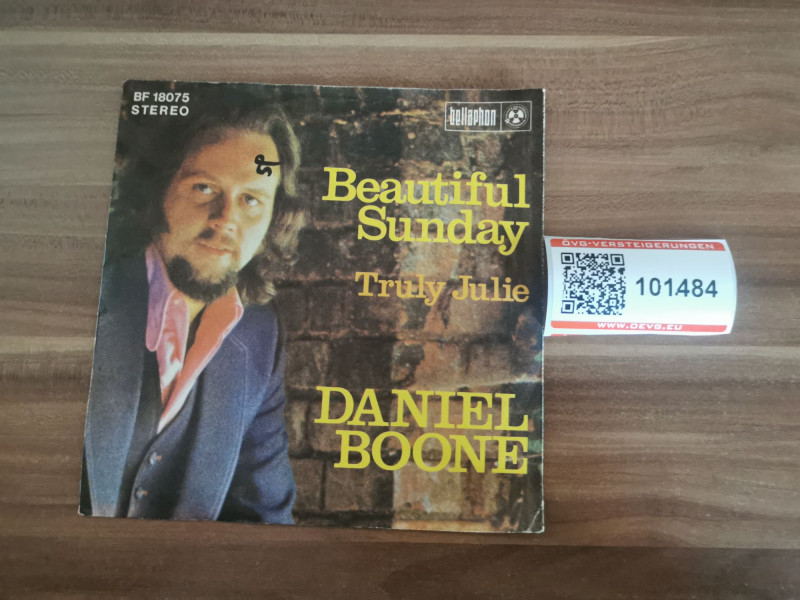 BF 18075
STEREO
bellaphon
Beautiful
Sunday
Truly Julie
DANIEL
BOONE
ÖVG-VERSTEIGERUNGEN
101484
WWW.OEVG.EU